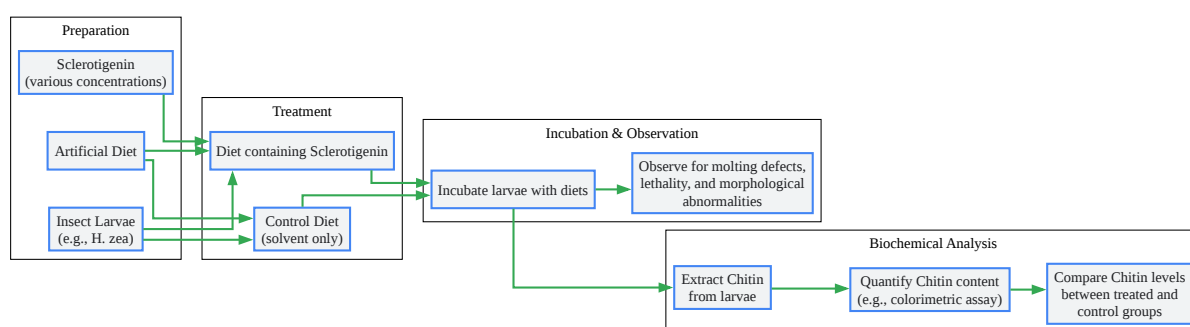 Preparation
Sclerotigenin
(various concentrations)
Artificial Diet
Insect Larvae
(e.g., H. zea)
Treatment
Diet containing Sclerotigenin
Control Diet
(solvent only)
Incubation & Observation
Incubate larvae with diets
Observe for molting defects,
lethality, and morphological
abnormalities
Biochemical Analysis
Extract Chitin
from larvae
Quantify Chitin content
(e.g., colorimetric assay)
Compare Chitin levels
between treated and
control groups